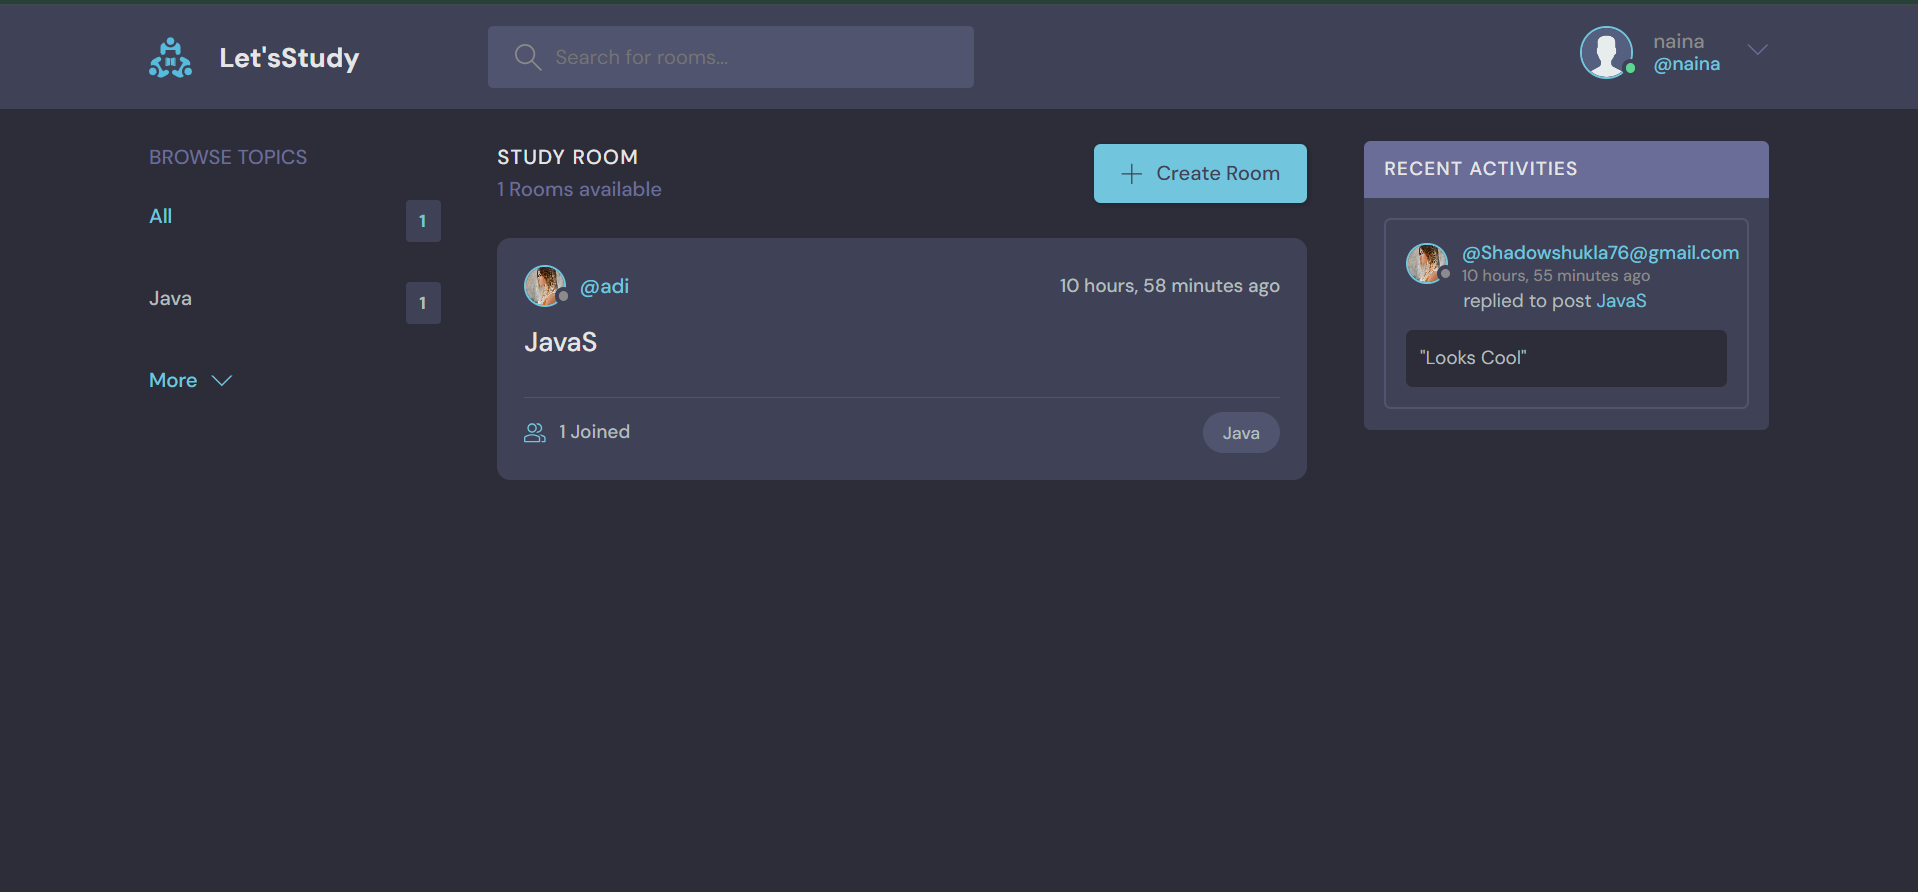 Let'sStudy
Search for rooms...
naina
@naina
BROWSE TOPICS
All
1
Java
1
More
STUDY ROOM
1 Rooms available
Create Room
@adi
10 hours, 58 minutes ago
JavaS
1 Joined
Java
RECENT ACTIVITIES
@Shadowshukla76@gmail.com
10 hours, 55 minutes ago
replied to post JavaS
"Looks Cool"